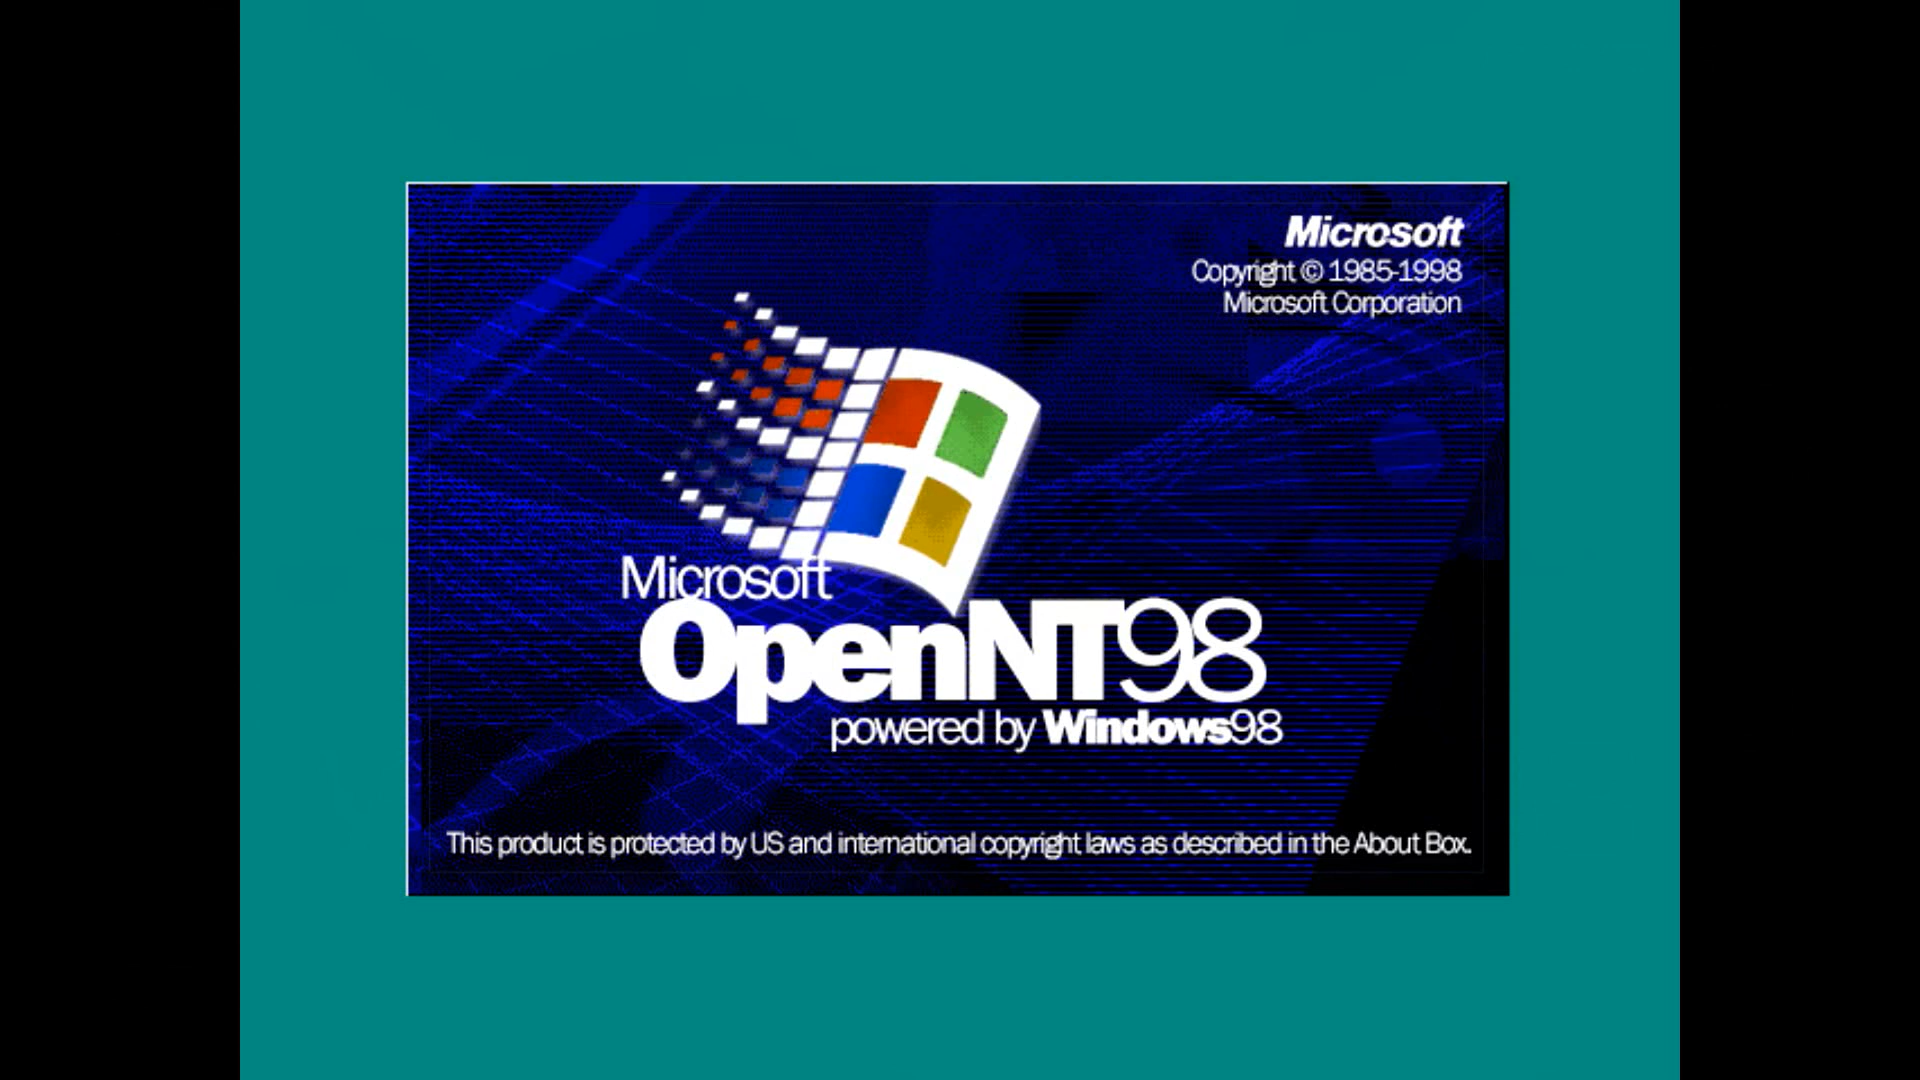 Microsoft
Copyright © 1985-1998
Microsoft Corporation
Microsoft
OpenNT98
powered by Windows98
This product is protected by US and international copyright laws as described in the About Box.